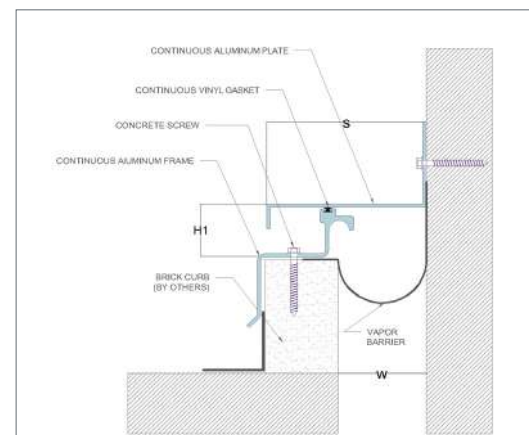 CONTINUOUS ALUMINUM PLATE
CONTINUOUS VINYL GASKET
CONCRETE SCREW
S
CONTINUOUS AlUMINUM FRAME
H1
BRICK CURB
(BY OTHERS)
VAPOR
BARRIER
W